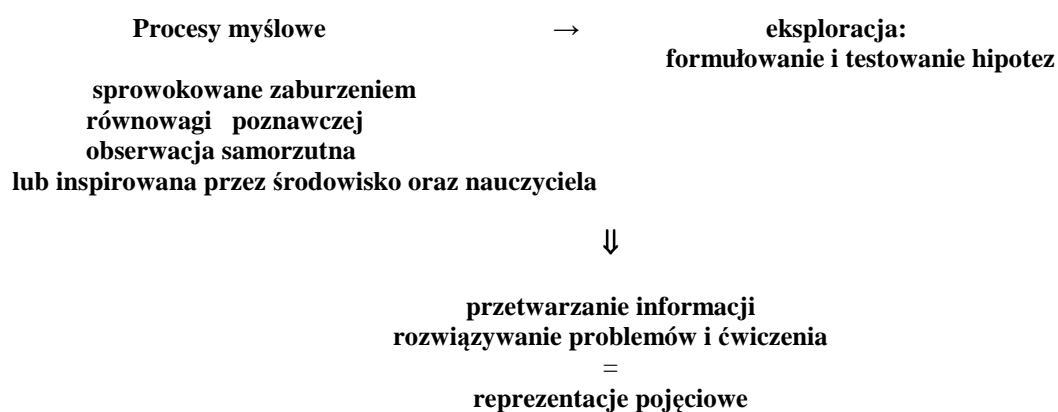 Procesy myślowe → eksploracja:
formułowanie i testowanie hipotez
sprowokowane zaburzeniem
równowagi poznawczej
obserwacja samorzutna
lub inspirowana przez środowisko oraz nauczyciela
⇓
przetwarzanie informacji
rozwiązywanie problemów i ćwiczenia
=
reprezentacje pojęciowe